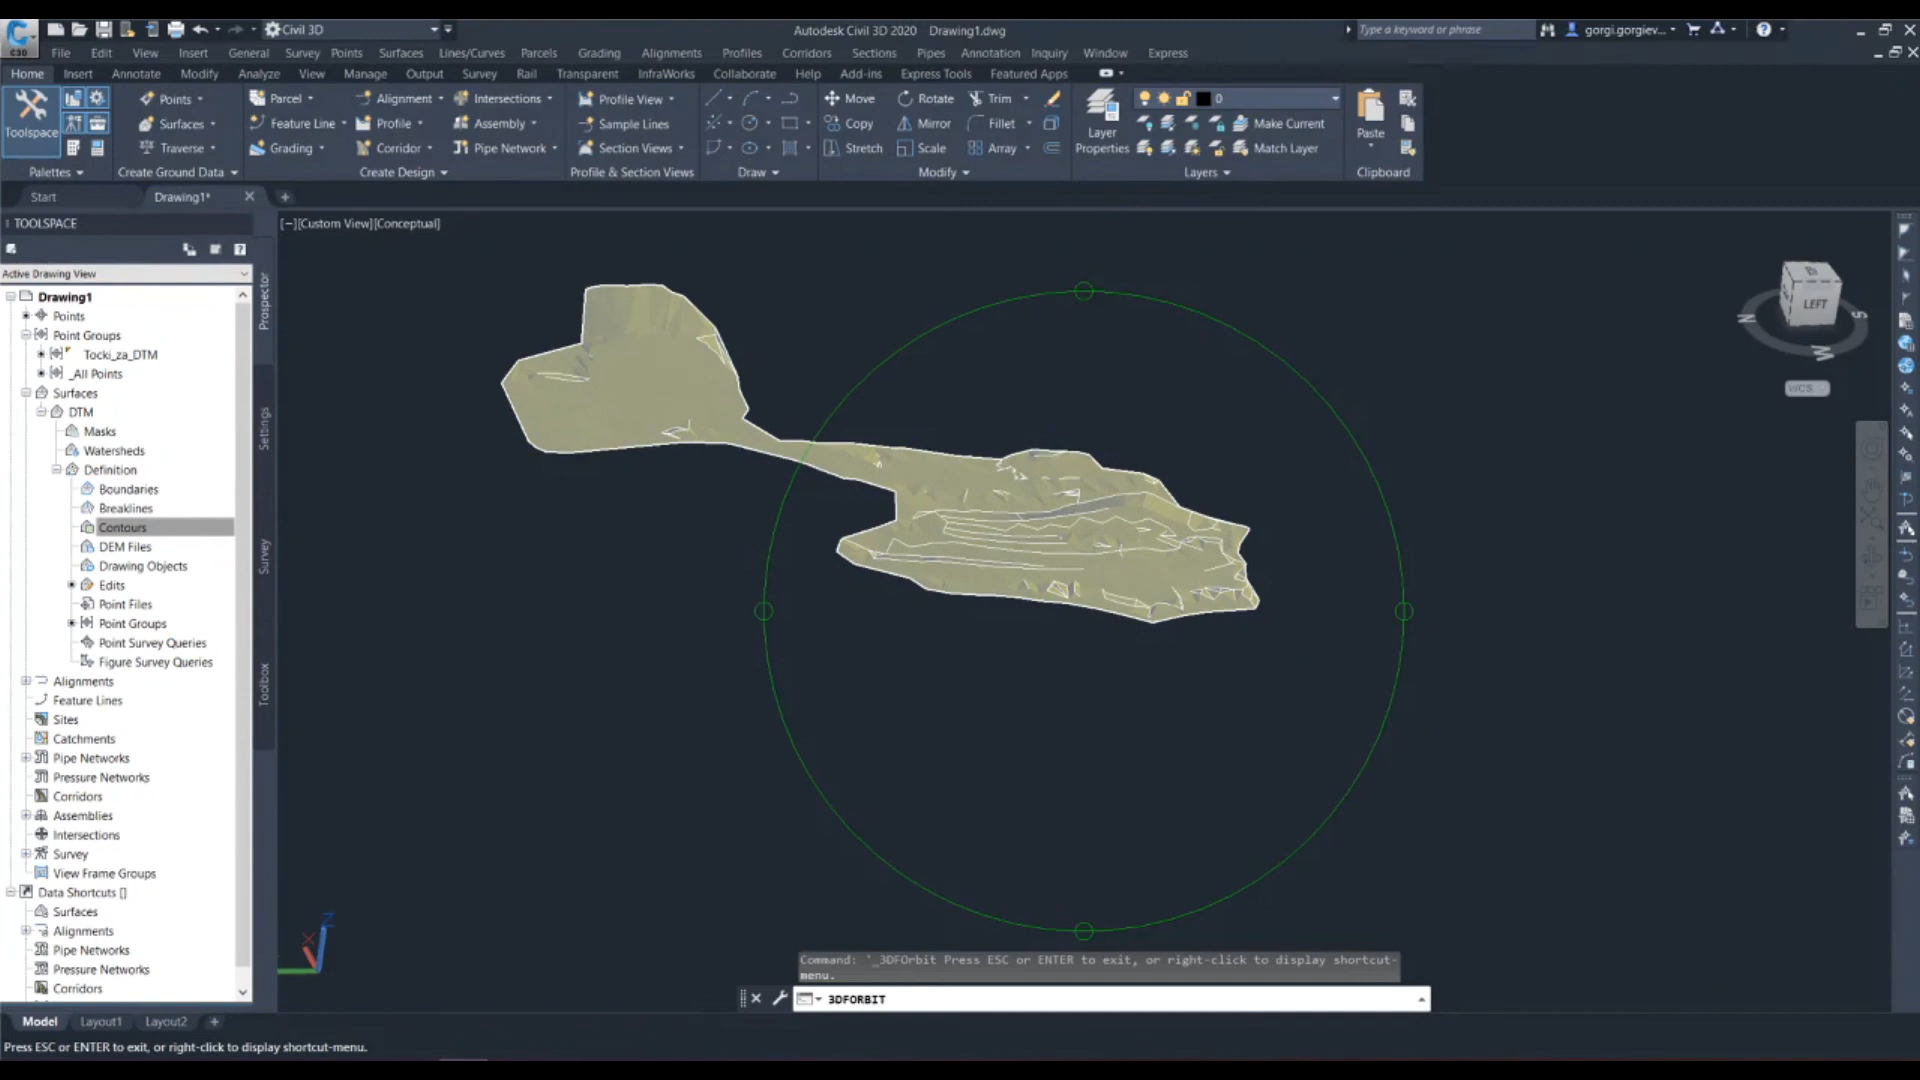 Civil 3D
Autodesk Civil 3D 2020 Drawing1.dwg
Type a keyword or phrase
gorgi.gorgiev...
C3D
File Edit View Insert General Survey Points Surfaces Lines/Curves Parcels Grading Alignments Profiles Corridors Sections Pipes Annotation Inquiry Window Express
Home Insert Annotate Modify Analyze View Manage Output Survey Rail Transparent InfraWorks Collaborate Help Add-ins Express Tools Featured Apps
Points Parcel Alignment Intersections Profile View Move Rotate Trim 0
Toolspace Surfaces Feature Line Profile Assembly Sample Lines Copy Mirror Fillet Layer Properties Make Current Paste
Traverse Grading Corridor Pipe Network Section Views Stretch Scale Array Match Layer
Palettes Create Ground Data Create Design Profile & Section Views Draw Modify Layers Clipboard
Start Drawing1*
TOOLSPACE
[−][Custom View][Conceptual]
Active Drawing View
Drawing1
Points
Point Groups
Tocki_za_DTM
_All Points
Surfaces
DTM
Masks
Watersheds
Definition
Boundaries
Breaklines
Contours
DEM Files
Drawing Objects
Edits
Point Files
Point Groups
Point Survey Queries
Figure Survey Queries
Alignments
Feature Lines
Sites
Catchments
Pipe Networks
Pressure Networks
Corridors
Assemblies
Intersections
Survey
View Frame Groups
Data Shortcuts []
Surfaces
Alignments
Pipe Networks
Pressure Networks
Corridors
Prospector
Settings
Survey
Toolbox
LEFT
N
S
W
WCS
Z
X
Command: '_3DFOrbit Press ESC or ENTER to exit, or right-click to display shortcut-
menu.
3DFORBIT
Model Layout1 Layout2
Press ESC or ENTER to exit, or right-click to display shortcut-menu.